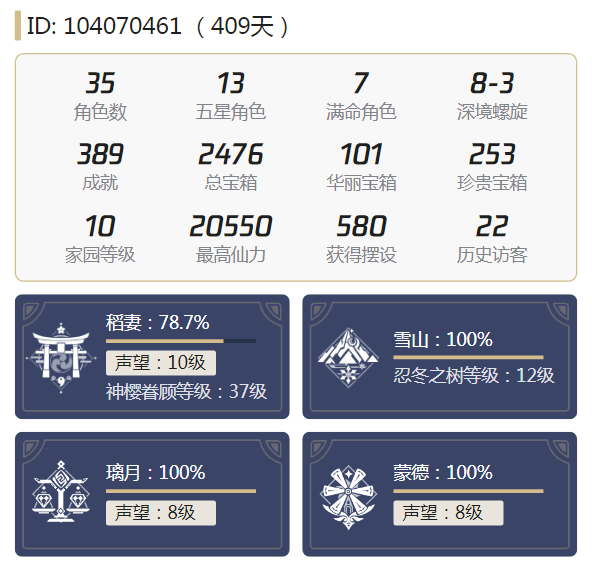 ID: 104070461（409天）
35 13 7 8-3
角色数 五星角色 满命角色 深境螺旋
389 2476 101 253
成就 总宝箱 华丽宝箱 珍贵宝箱
10 20550 580 22
家园等级 最高仙力 获得摆设 历史访客
稻妻：78.7%
声望：10级
神樱眷顾等级：37级
雪山：100%
忍冬之树等级：12级
璃月：100%
声望：8级
蒙德：100%
声望：8级